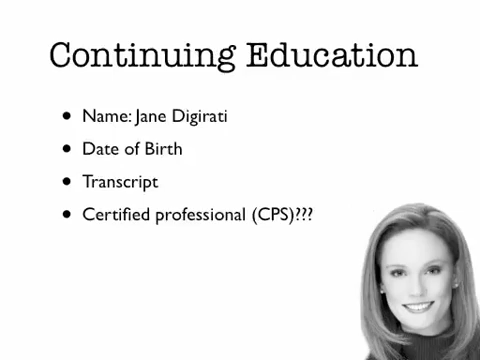 Continuing Education
• Name: Jane Digirati
• Date of Birth
• Transcript
• Certified professional (CPS)???